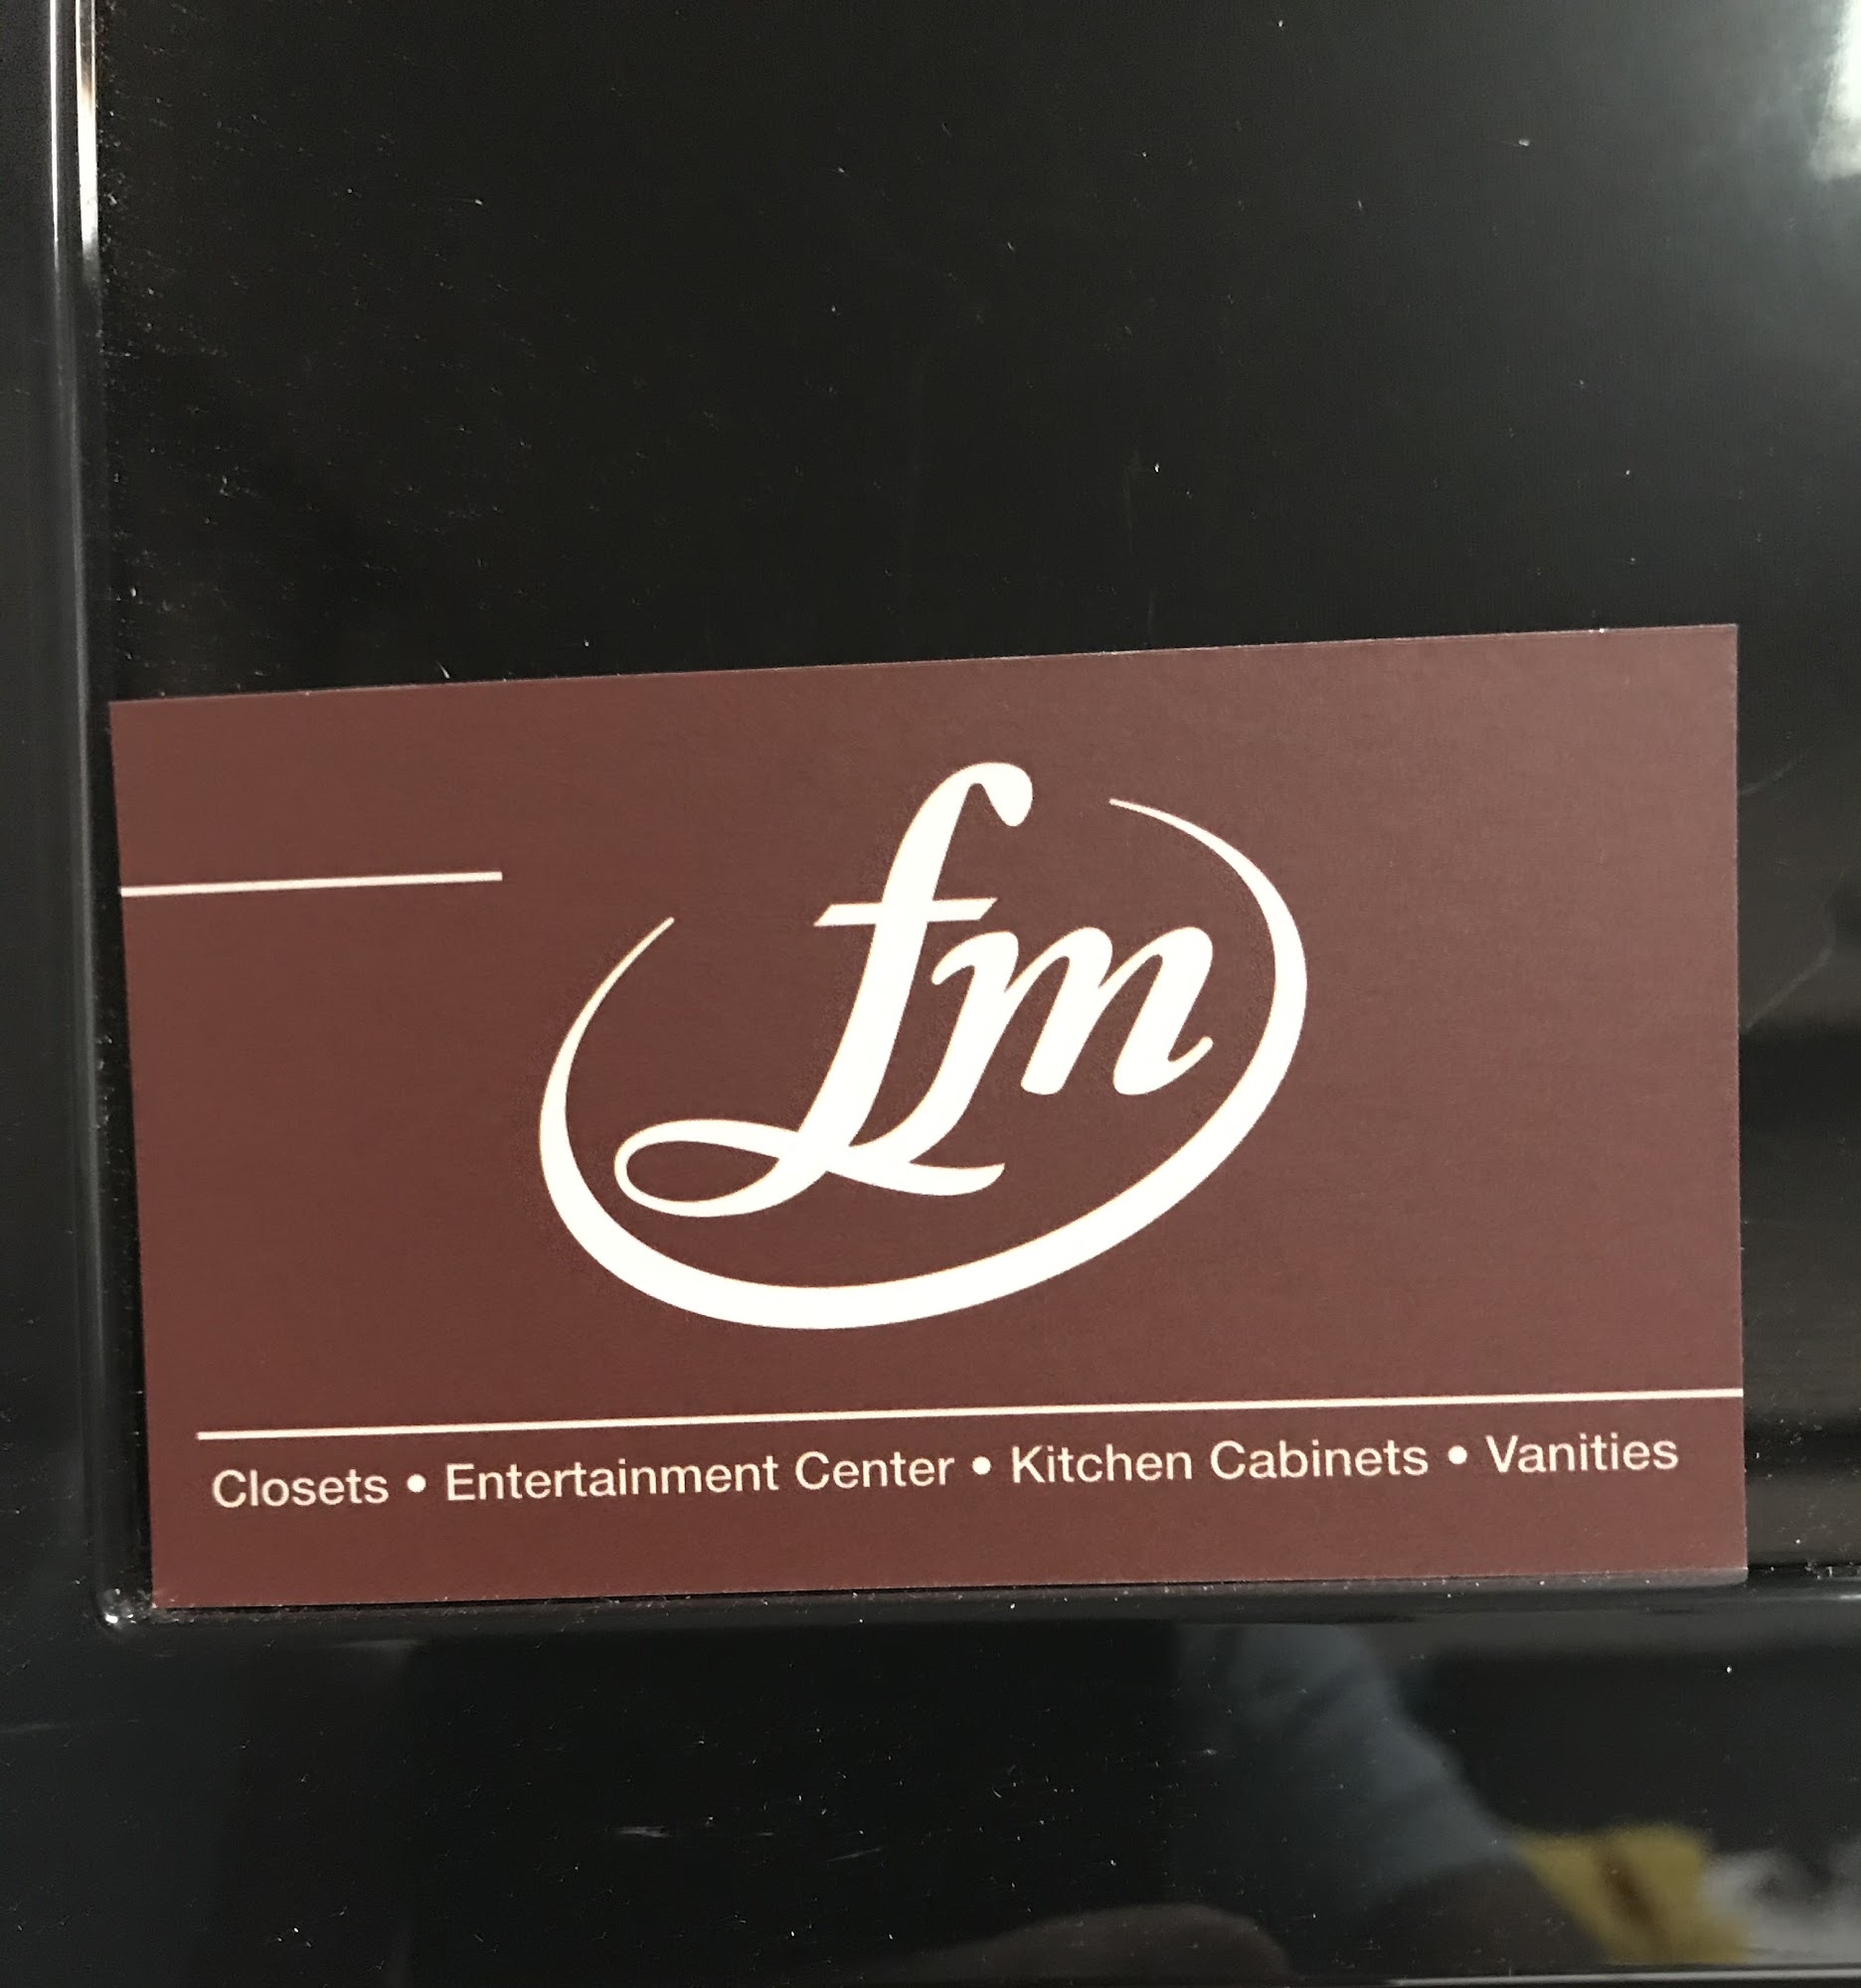 fm
Closets • Entertainment Center • Kitchen Cabinets • Vanities